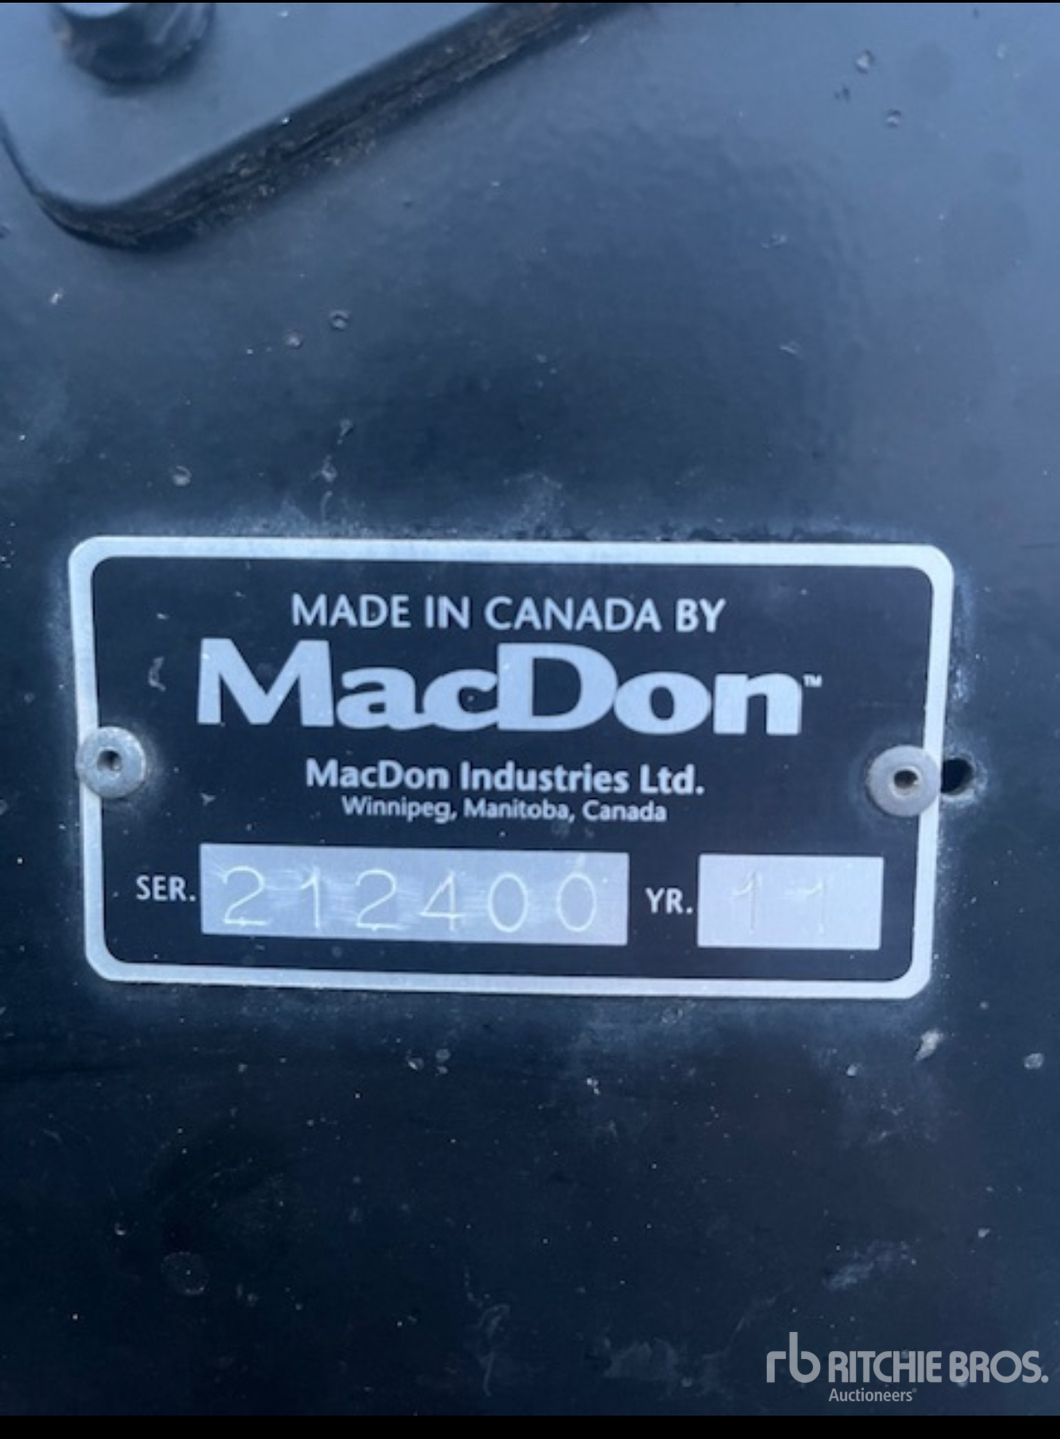 MADE IN CANADA BY
MacDon™
MacDon Industries Ltd.
Winnipeg, Manitoba, Canada
SER. 212400 YR. 11
rb RITCHIE BROS.
Auctioneers